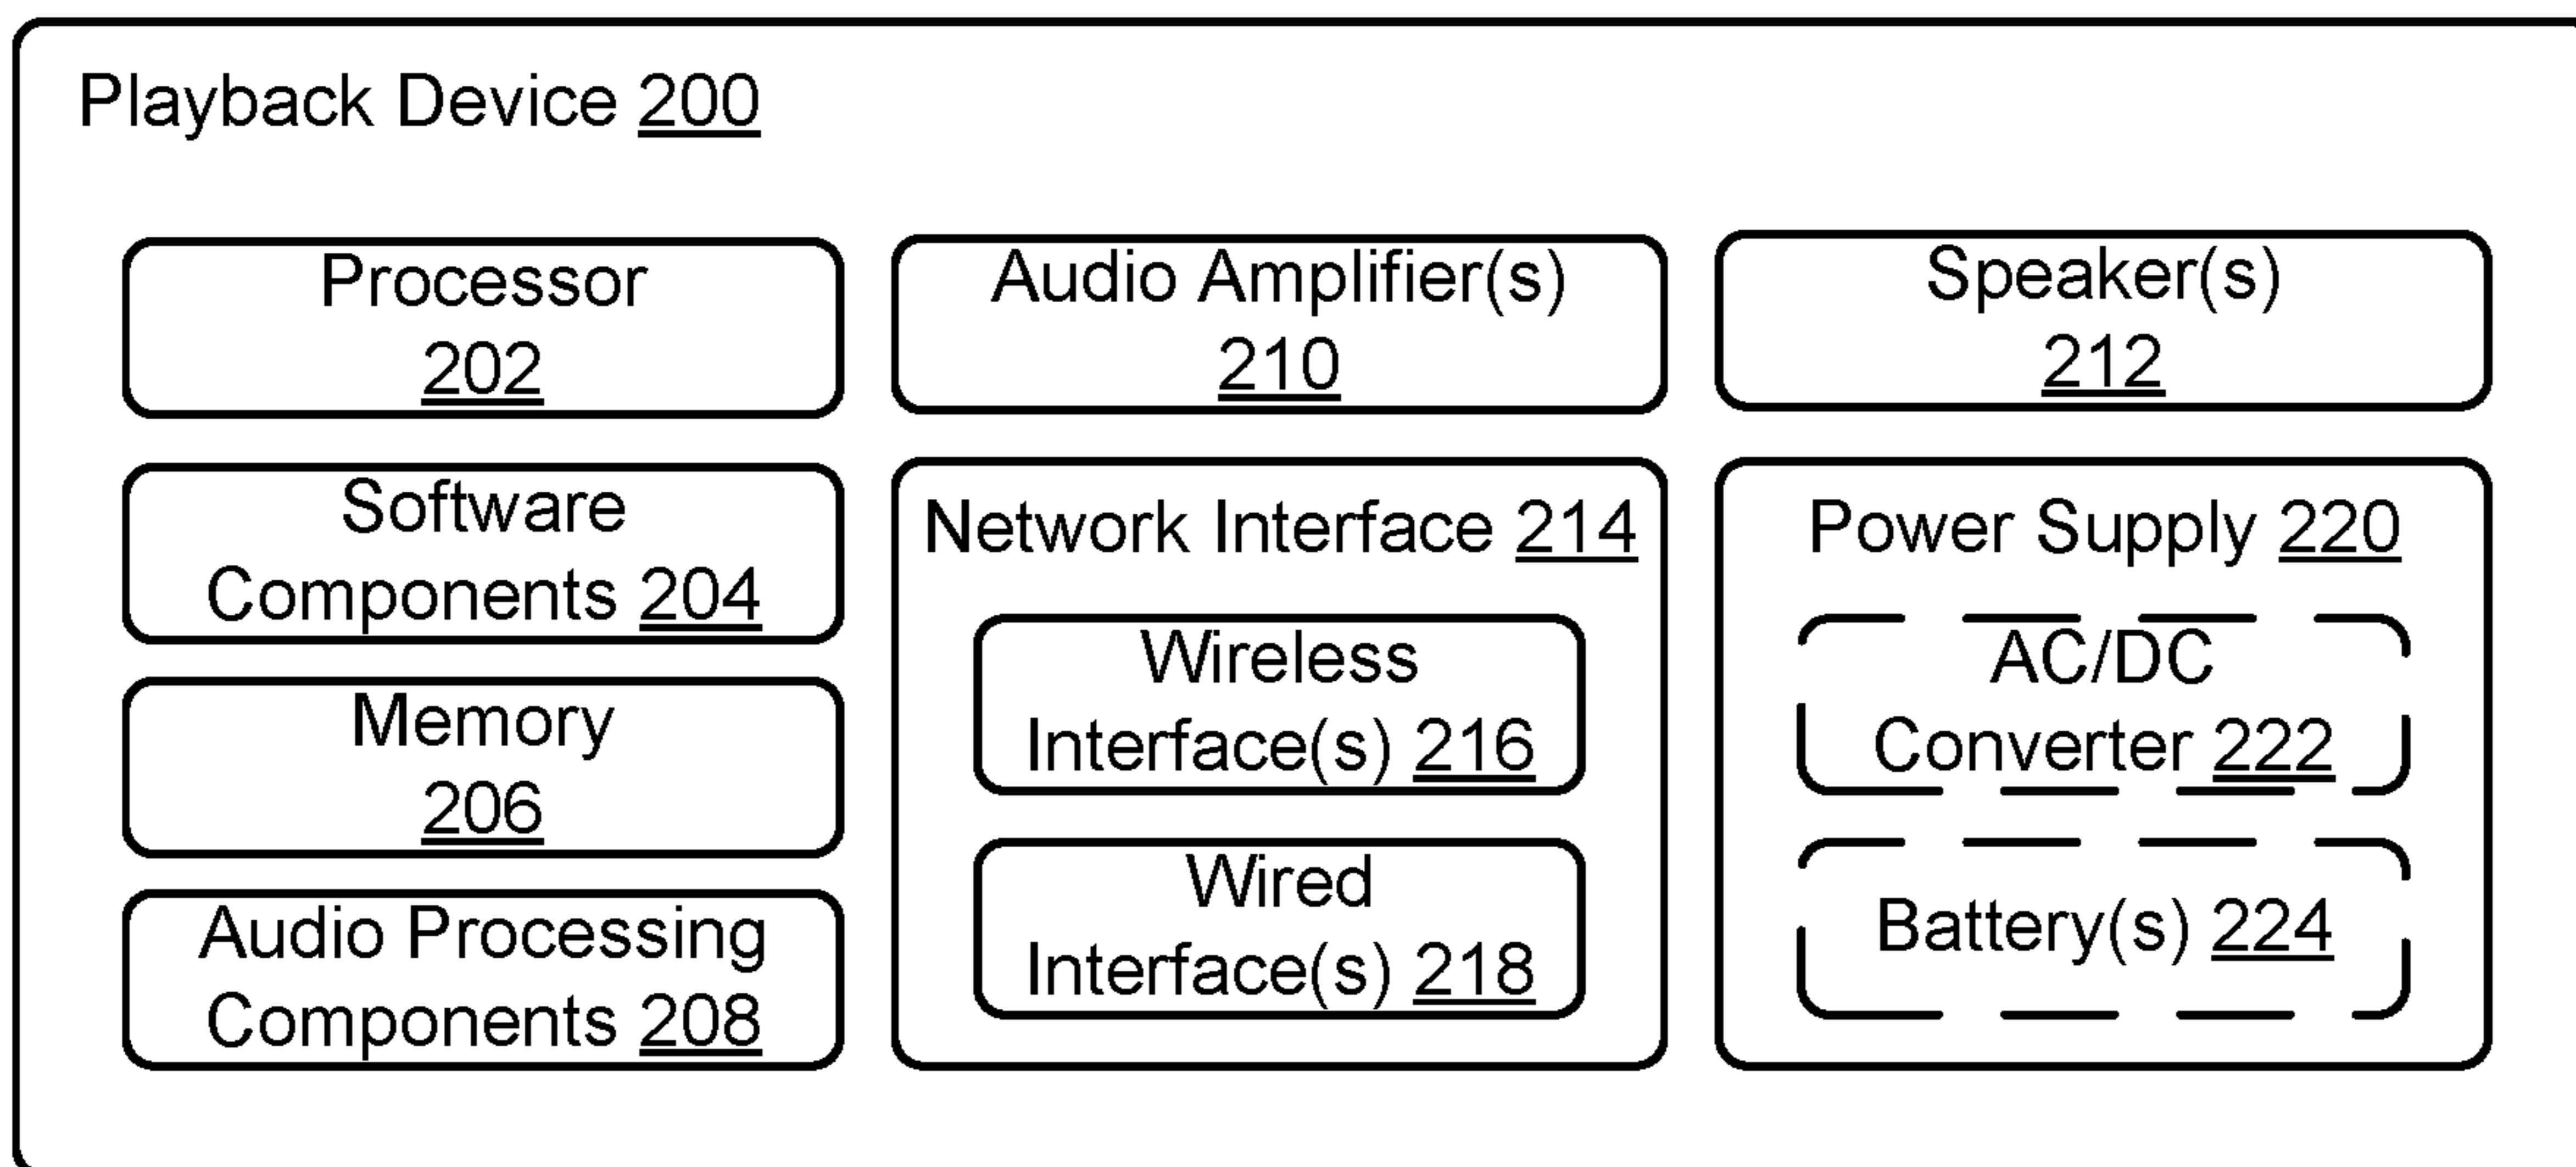 Playback Device 200
Processor
202
Audio Amplifier(s)
210
Speaker(s)
212
Software
Components 204
Memory
206
Audio Processing
Components 208
Network Interface 214
Wireless
Interface(s) 216
Wired
Interface(s) 218
Power Supply 220
AC/DC
Converter 222
Battery(s) 224